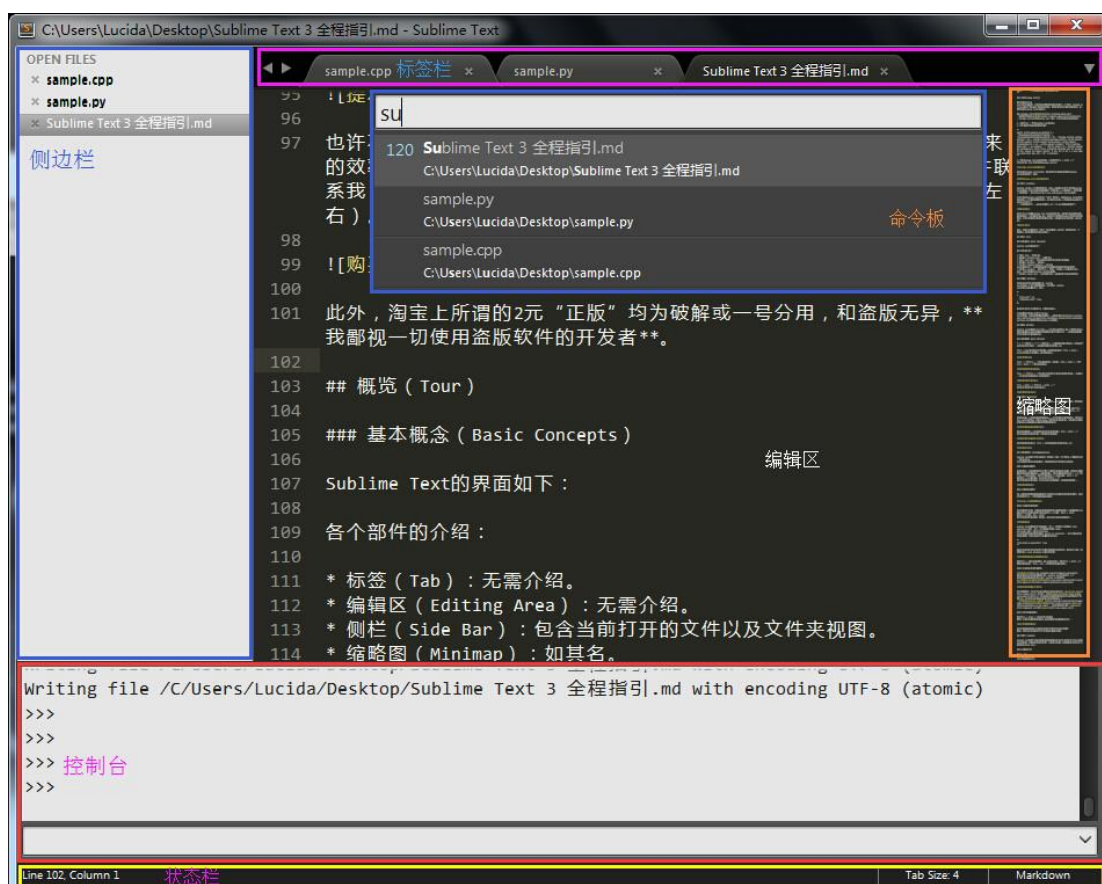 C:\Users\Lucida\Desktop\Sublime Text 3 全程指引.md - Sublime Text
OPEN FILES
sample.cpp
sample.py
Sublime Text 3 全程指引.md
侧边栏
sample.cpp 标签栏 × sample.py × Sublime Text 3 全程指引.md ×
su
120 Sublime Text 3 全程指引.md
C:\Users\Lucida\Desktop\Sublime Text 3 全程指引.md
sample.py
C:\Users\Lucida\Desktop\sample.py
命令板
sample.cpp
C:\Users\Lucida\Desktop\sample.cpp
95 ![提
96
97 也许 来
的效 联
系我 左
右)
98
99 ![购
100
101 此外，淘宝上所谓的2元“正版”均为破解或一号分用，和盗版无异，**
我鄙视一切使用盗版软件的开发者**。
102
103 ## 概览（Tour）
104
缩略图
105 ### 基本概念（Basic Concepts）
106
编辑区
107 Sublime Text的界面如下：
108
109 各个部件的介绍：
110
111 * 标签（Tab）：无需介绍。
112 * 编辑区（Editing Area）：无需介绍。
113 * 侧栏（Side Bar）：包含当前打开的文件以及文件夹视图。
114 * 缩略图（Minimap）：如其名。
Writing file /C/Users/Lucida/Desktop/Sublime Text 3 全程指引.md with encoding UTF-8 (atomic)
>>>
>>>
>>> 控制台
>>>
Line 102, Column 1 状态栏 Tab Size: 4 Markdown